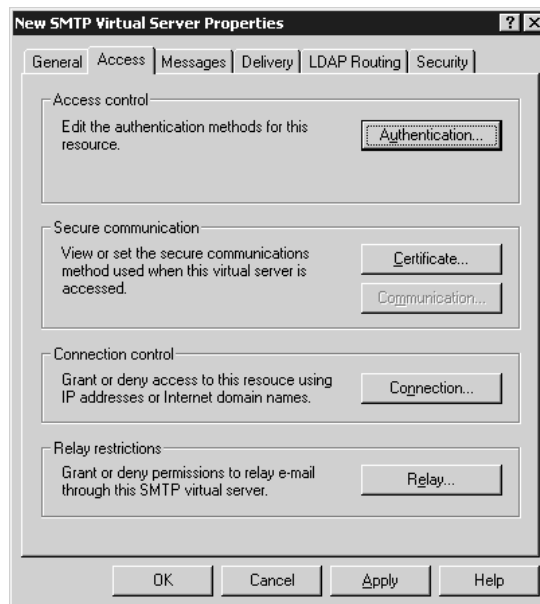 New SMTP Virtual Server Properties
General Access Messages Delivery LDAP Routing Security
Access control
Edit the authentication methods for this
resource.
Authentication...
Secure communication
View or set the secure communications
method used when this virtual server is
accessed.
Certificate...
Communication...
Connection control
Grant or deny access to this resouce using
IP addresses or Internet domain names.
Connection...
Relay restrictions
Grant or deny permissions to relay e-mail
through this SMTP virtual server.
Relay...
OK Cancel Apply Help